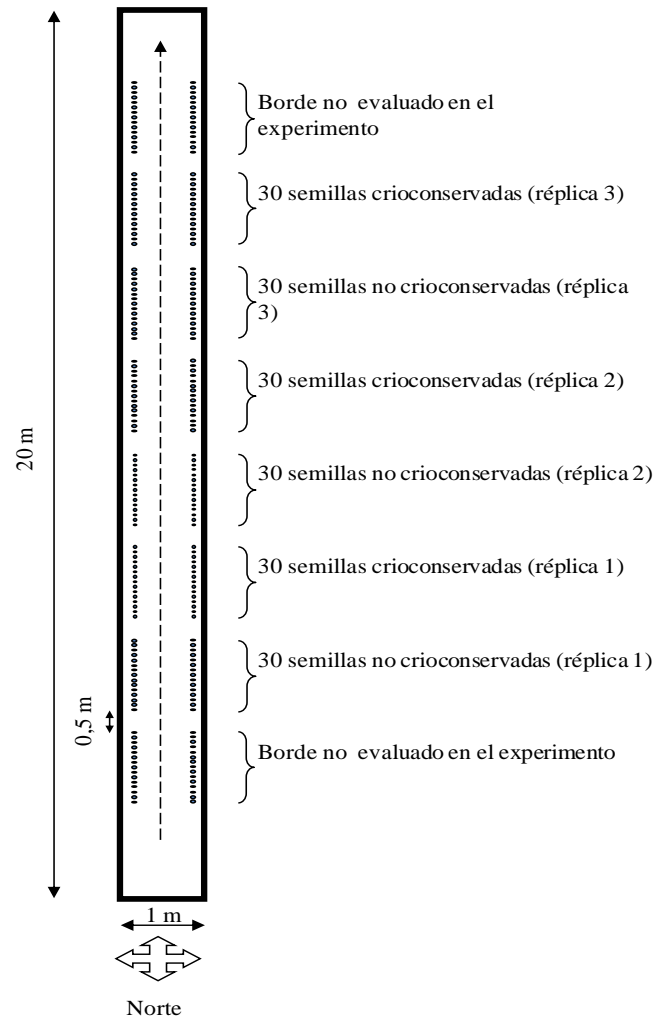 Borde no evaluado en el
experimento
30 semillas crioconservadas (réplica 3)
30 semillas no crioconservadas (réplica
3)
30 semillas crioconservadas (réplica 2)
20 m
30 semillas no crioconservadas (réplica 2)
30 semillas crioconservadas (réplica 1)
30 semillas no crioconservadas (réplica 1)
0,5 m
Borde no evaluado en el experimento
1 m
Norte